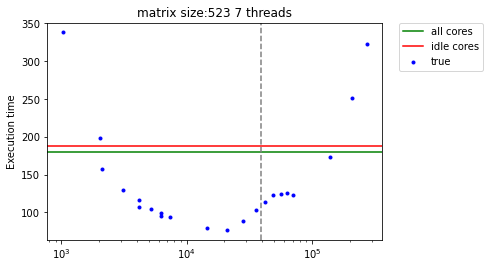 matrix size:523 7 threads
all cores
idle cores
true
Execution time
350
300
250
200
150
100
10³
10⁴
10⁵